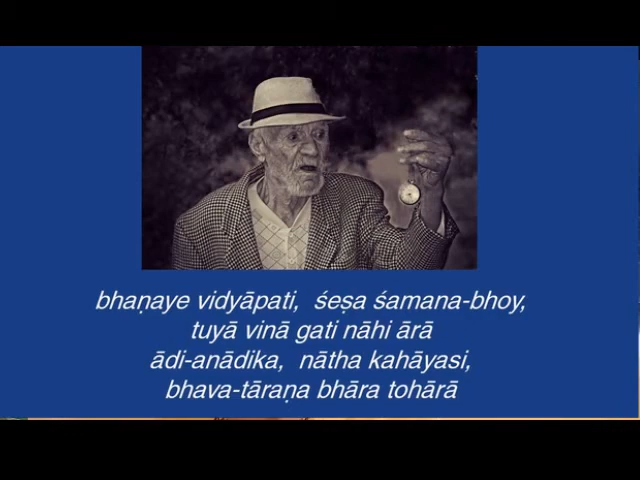 bhaṇaye vidyāpati,  śeṣa śamana-bhoy,
tuyā vinā gati nāhi ārā
ādi-anādika,  nātha kahāyasi,
bhava-tāraṇa bhāra tohārā